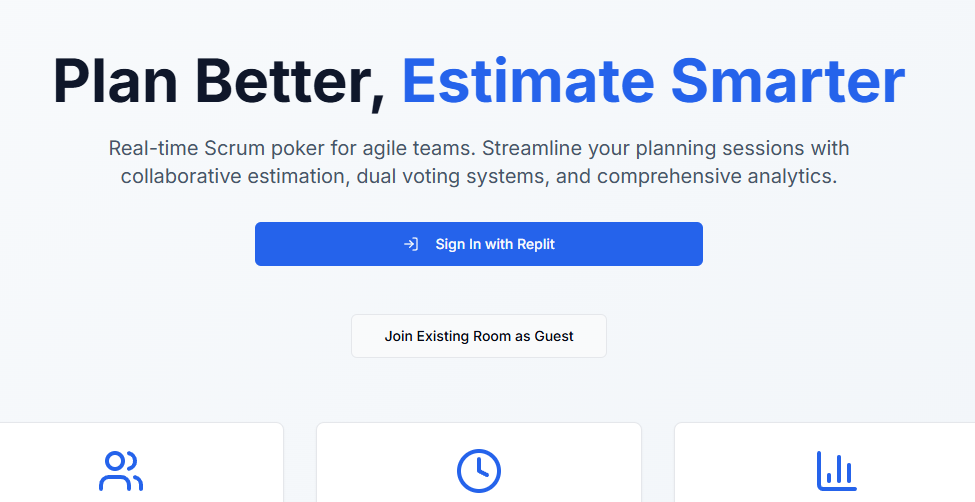 Plan Better, Estimate Smarter
Real-time Scrum poker for agile teams. Streamline your planning sessions with
collaborative estimation, dual voting systems, and comprehensive analytics.
Sign In with Replit
Join Existing Room as Guest